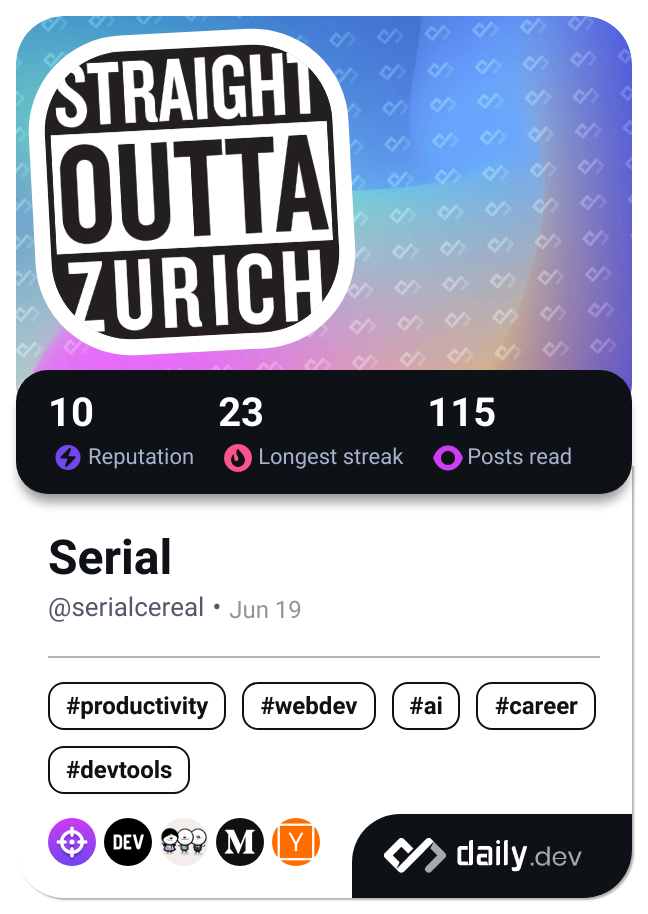 STRAIGHT
OUTTA
ZURICH
10 23 115
Reputation Longest streak Posts read
Serial
@serialcereal • Jun 19
#productivity #webdev #ai #career
#devtools
DEV M Y
daily.dev